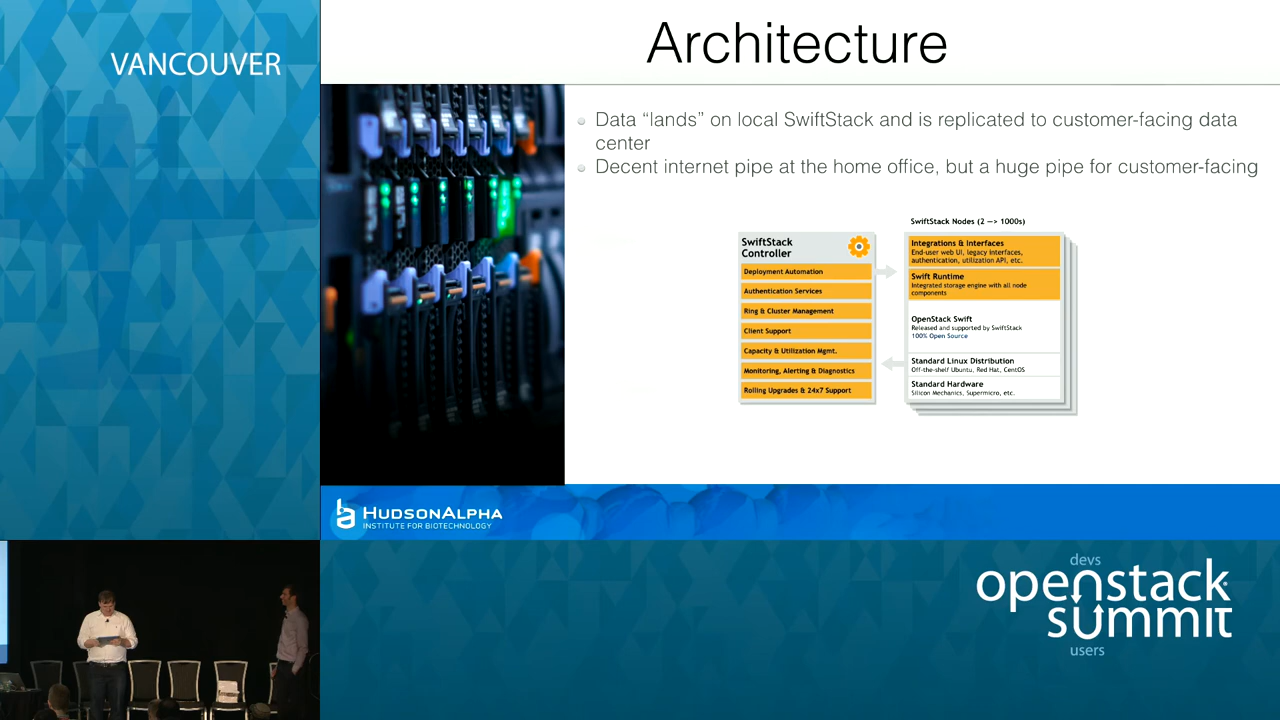 VANCOUVER
Architecture
Data “lands” on local SwiftStack and is replicated to customer-facing data
center
Decent internet pipe at the home office, but a huge pipe for customer-facing
SwiftStack
Controller
Deployment Automation
Authentication Services
Ring & Cluster Management
Client Support
Capacity & Utilization Mgmt.
Monitoring, Alerting & Diagnostics
Rolling Upgrades & 24x7 Support
SwiftStack Nodes (2 —> 1000s)
Integrations & Interfaces
End-user web UI, legacy interfaces,
authentication, utilization API, etc.
Swift Runtime
Integrated storage engine with all node
components
OpenStack Swift
Released and supported by SwiftStack
100% Open Source
Standard Linux Distribution
Off-the-shelf Ubuntu, Red Hat, CentOS
Standard Hardware
Silicon Mechanics, Supermicro, etc.
HUDSONALPHA
INSTITUTE FOR BIOTECHNOLOGY
devs
openstack
summit
users